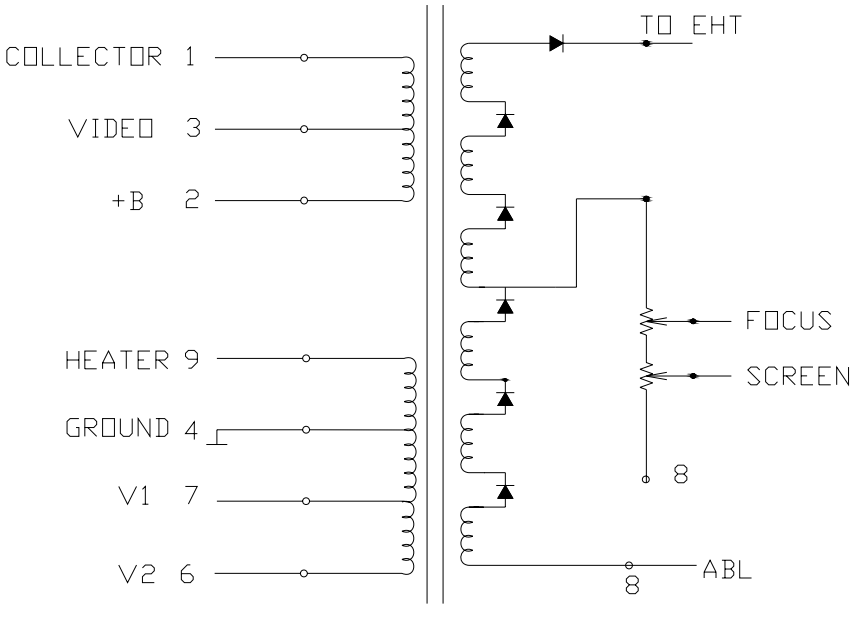 TO EHT
COLLECTOR 1
VIDEO 3
+B 2
FOCUS
HEATER 9
SCREEN
GROUND 4
8
V1 7
V2 6
ABL
8